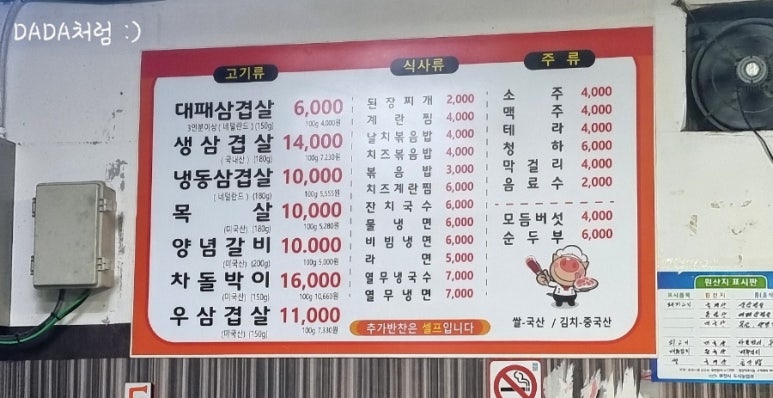 DADA처럼 :)
고기류
대패삼겹살 6,000
3인분이상 (네덜란드) (150g) 100g 4,000원
생삼겹살 14,000
(국내산) (180g) 100g 7,230원
냉동삼겹살 10,000
(네덜란드) (180g) 100g 5,555원
목살 10,000
(미국산) (180g) 100g 5,280원
양념갈비 10.000
(미국산) (200g) 100g 5,000원
차돌박이 16,000
(미국산) (150g) 100g 10,660원
우삼겹살 11,000
(미국산) (150g) 100g 7,330원
식사류
된장찌개 2,000
계란찜 4,000
날치볶음밥 4,000
치즈볶음밥 4,000
볶음밥 3,000
치즈계란찜 6,000
잔치국수 6,000
물냉면 6,000
비빔냉면 6,000
라면 5,000
열무냉국수 7,000
열무냉면 7,000
추가반찬은 셀프입니다
주류
소주 4,000
맥주 4,000
테라 4,000
청하 6,000
막걸리 4,000
음료수 2,000
모듬버섯 4,000
순두부 6,000
쌀-국산 / 김치-중국산
원산지 표시판